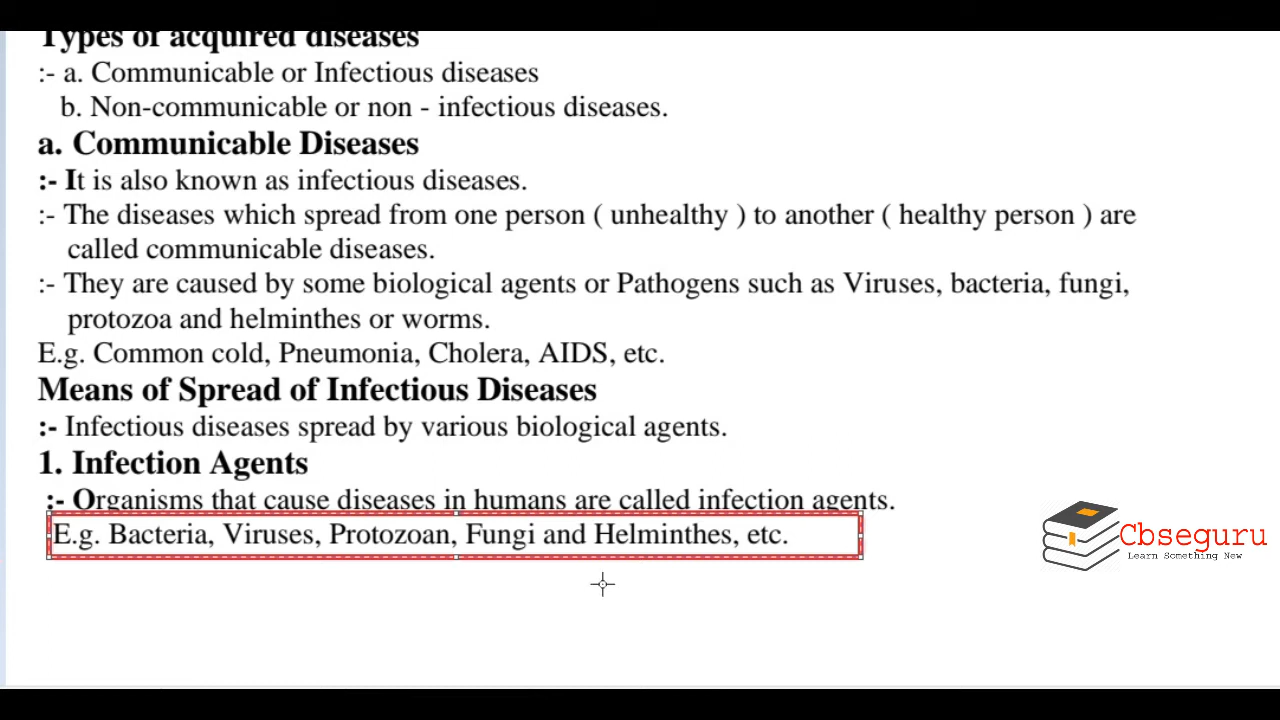 Types of acquired diseases
:- a. Communicable or Infectious diseases
b. Non-communicable or non - infectious diseases.
a. Communicable Diseases
:- It is also known as infectious diseases.
:- The diseases which spread from one person ( unhealthy ) to another ( healthy person ) are
called communicable diseases.
:- They are caused by some biological agents or Pathogens such as Viruses, bacteria, fungi,
protozoa and helminthes or worms.
E.g. Common cold, Pneumonia, Cholera, AIDS, etc.
Means of Spread of Infectious Diseases
:- Infectious diseases spread by various biological agents.
1. Infection Agents
:- Organisms that cause diseases in humans are called infection agents.
E.g. Bacteria, Viruses, Protozoan, Fungi and Helminthes, etc.
Cbseguru
Learn Something New